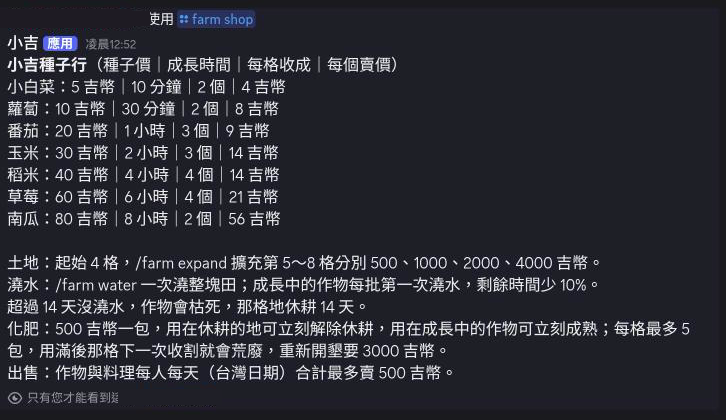 使用 farm shop
小吉 應用 凌晨12:52
小吉種子行（種子價｜成長時間｜每格收成｜每個賣價）
小白菜：5 吉幣｜10 分鐘｜2 個｜4 吉幣
蘿蔔：10 吉幣｜30 分鐘｜2 個｜8 吉幣
番茄：20 吉幣｜1 小時｜3 個｜9 吉幣
玉米：30 吉幣｜2 小時｜3 個｜14 吉幣
稻米：40 吉幣｜4 小時｜4 個｜14 吉幣
草莓：60 吉幣｜6 小時｜4 個｜21 吉幣
南瓜：80 吉幣｜8 小時｜2 個｜56 吉幣
土地：起始 4 格，/farm expand 擴充第 5～8 格分別 500、1000、2000、4000 吉幣。
澆水：/farm water 一次澆整塊田；成長中的作物每批第一次澆水，剩餘時間少 10%。
超過 14 天沒澆水，作物會枯死，那格地休耕 14 天。
化肥：500 吉幣一包，用在休耕的地可立刻解除休耕，用在成長中的作物可立刻成熟；每格最多 5
包，用滿後那格下一次收割就會荒廢，重新開墾要 3000 吉幣。
出售：作物與料理每人每天（台灣日期）合計最多賣 500 吉幣。
只有您才能看到